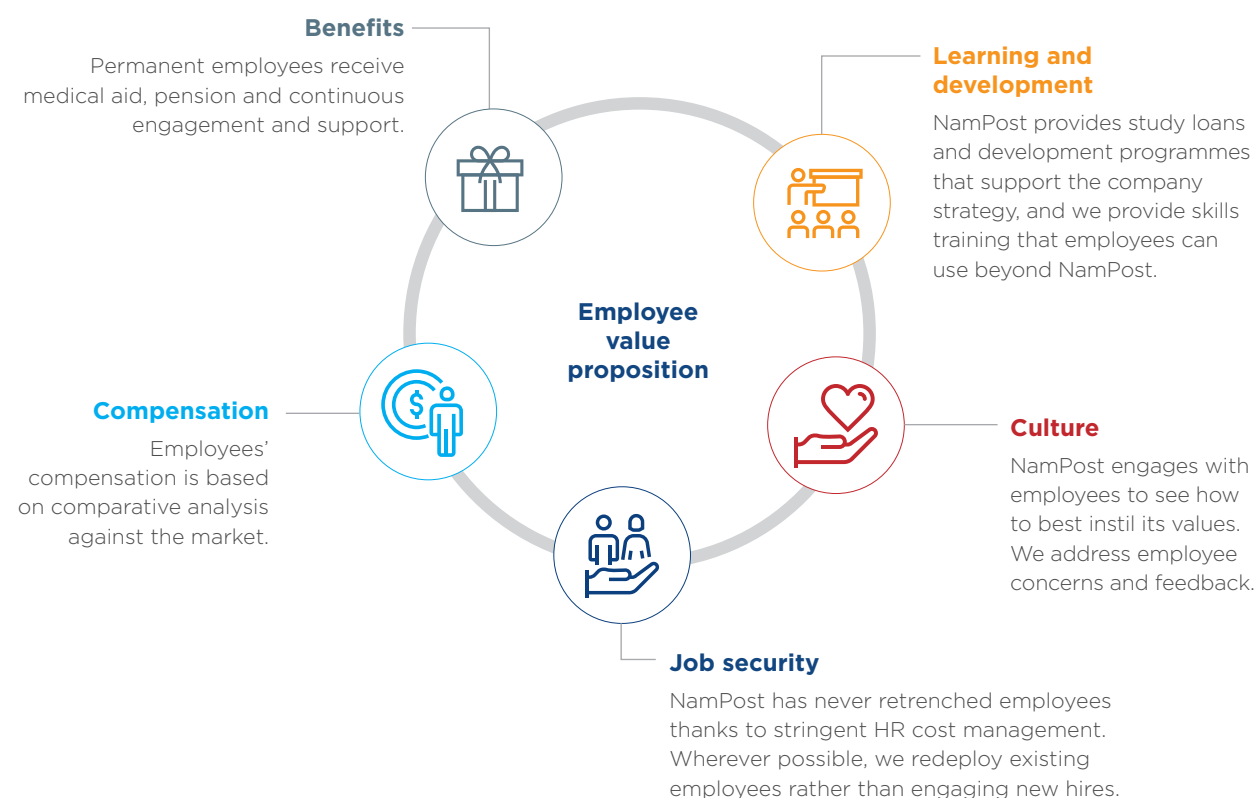 Benefits
Permanent employees receive
medical aid, pension and continuous
engagement and support.
Learning and
development
NamPost provides study loans
and development programmes
that support the company
strategy, and we provide skills
training that employees can
use beyond NamPost.
Employee
value
proposition
Compensation
Employees’
compensation is based
on comparative analysis
against the market.
$
Culture
NamPost engages with
employees to see how
to best instil its values.
We address employee
concerns and feedback.
Job security
NamPost has never retrenched employees
thanks to stringent HR cost management.
Wherever possible, we redeploy existing
employees rather than engaging new hires.